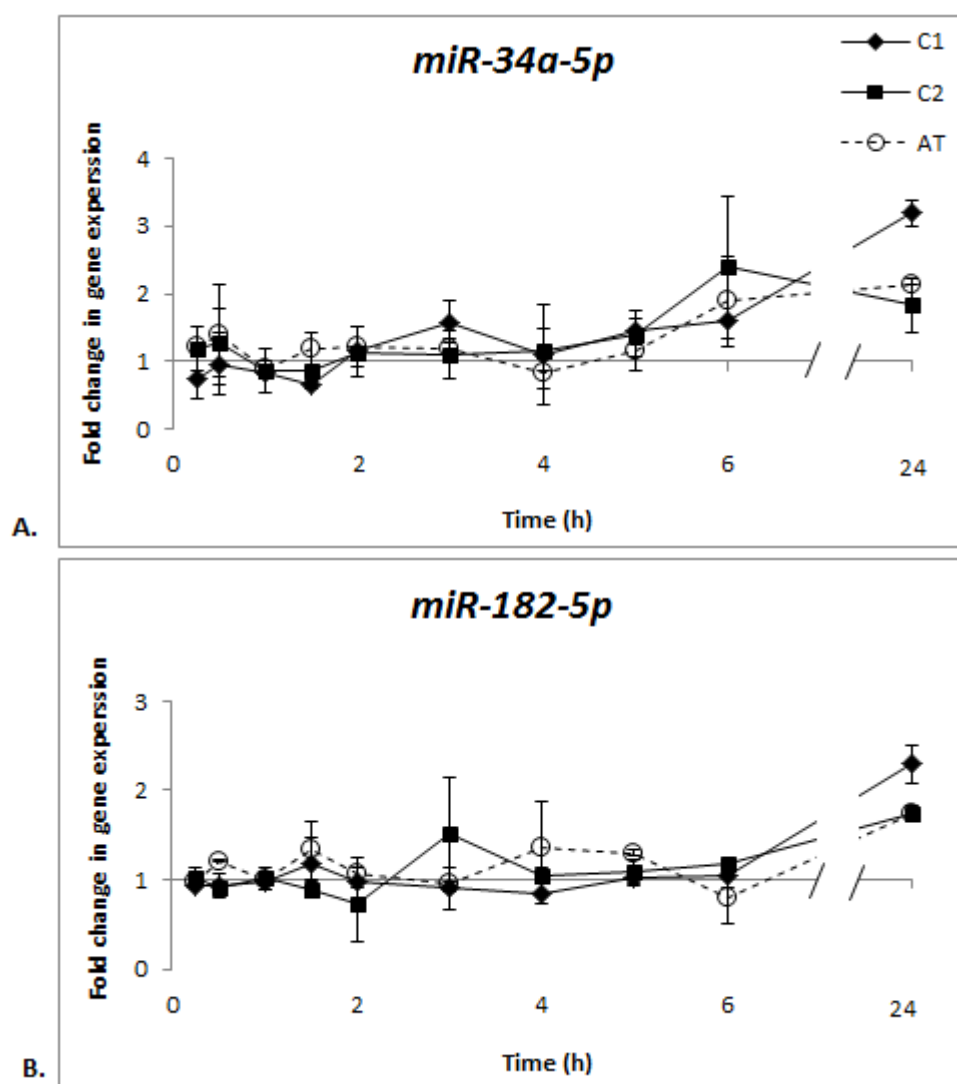 miR-34a-5p
C1
C2
AT
Fold change in gene experssion
4
3
2
1
0
0 2 4 6 24
Time (h)
A.
miR-182-5p
Fold change in gene experssion
3
2
1
0
0 2 4 6 24
Time (h)
B.